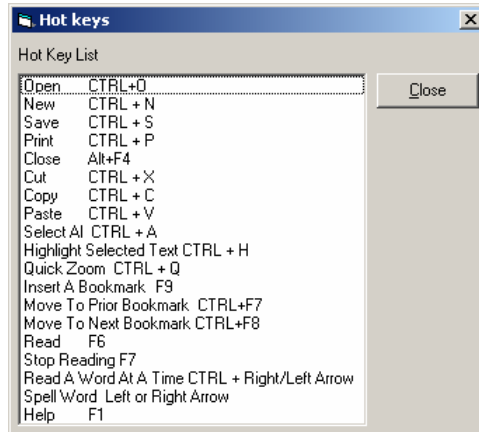 Hot keys
Hot Key List
Open CTRL+O
New CTRL + N
Save CTRL + S
Print CTRL + P
Close Alt+F4
Cut CTRL + X
Copy CTRL + C
Paste CTRL + V
Select Al CTRL + A
Highlight Selected Text CTRL + H
Quick Zoom CTRL + Q
Insert A Bookmark F9
Move To Prior Bookmark CTRL+F7
Move To Next Bookmark CTRL+F8
Read F6
Stop Reading F7
Read A Word At A Time CTRL + Right/Left Arrow
Spell Word Left or Right Arrow
Help F1
Close